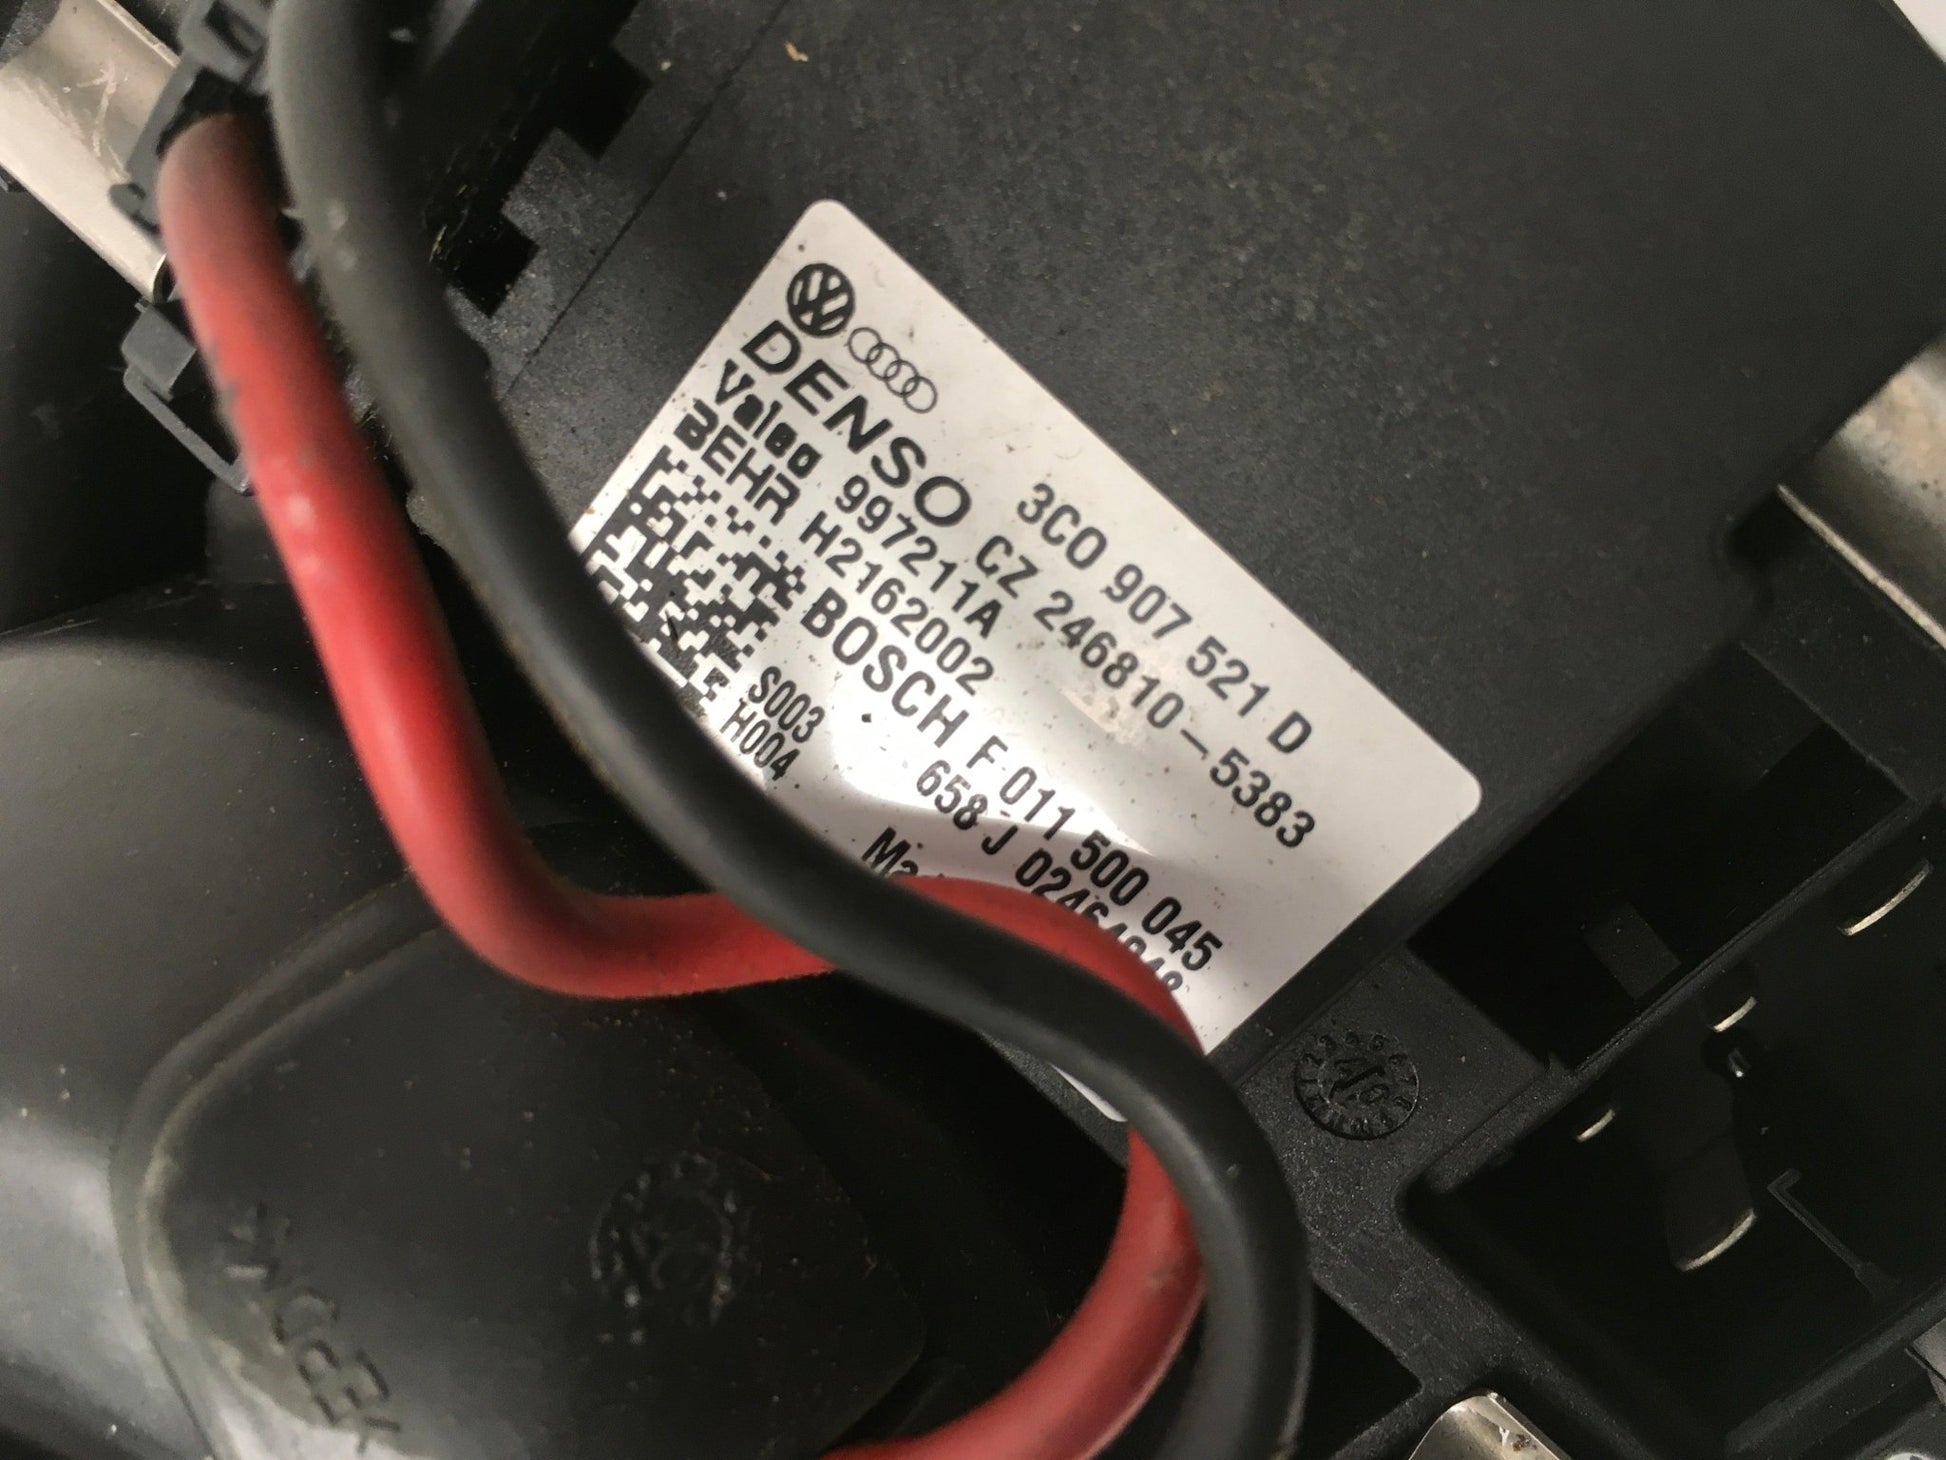 3C0 907 521 D
DENSO CZ 246810-5383
Valeo 997211A
BEHR H2162002
BOSCH F 011 500 045
S003 658 J
H004